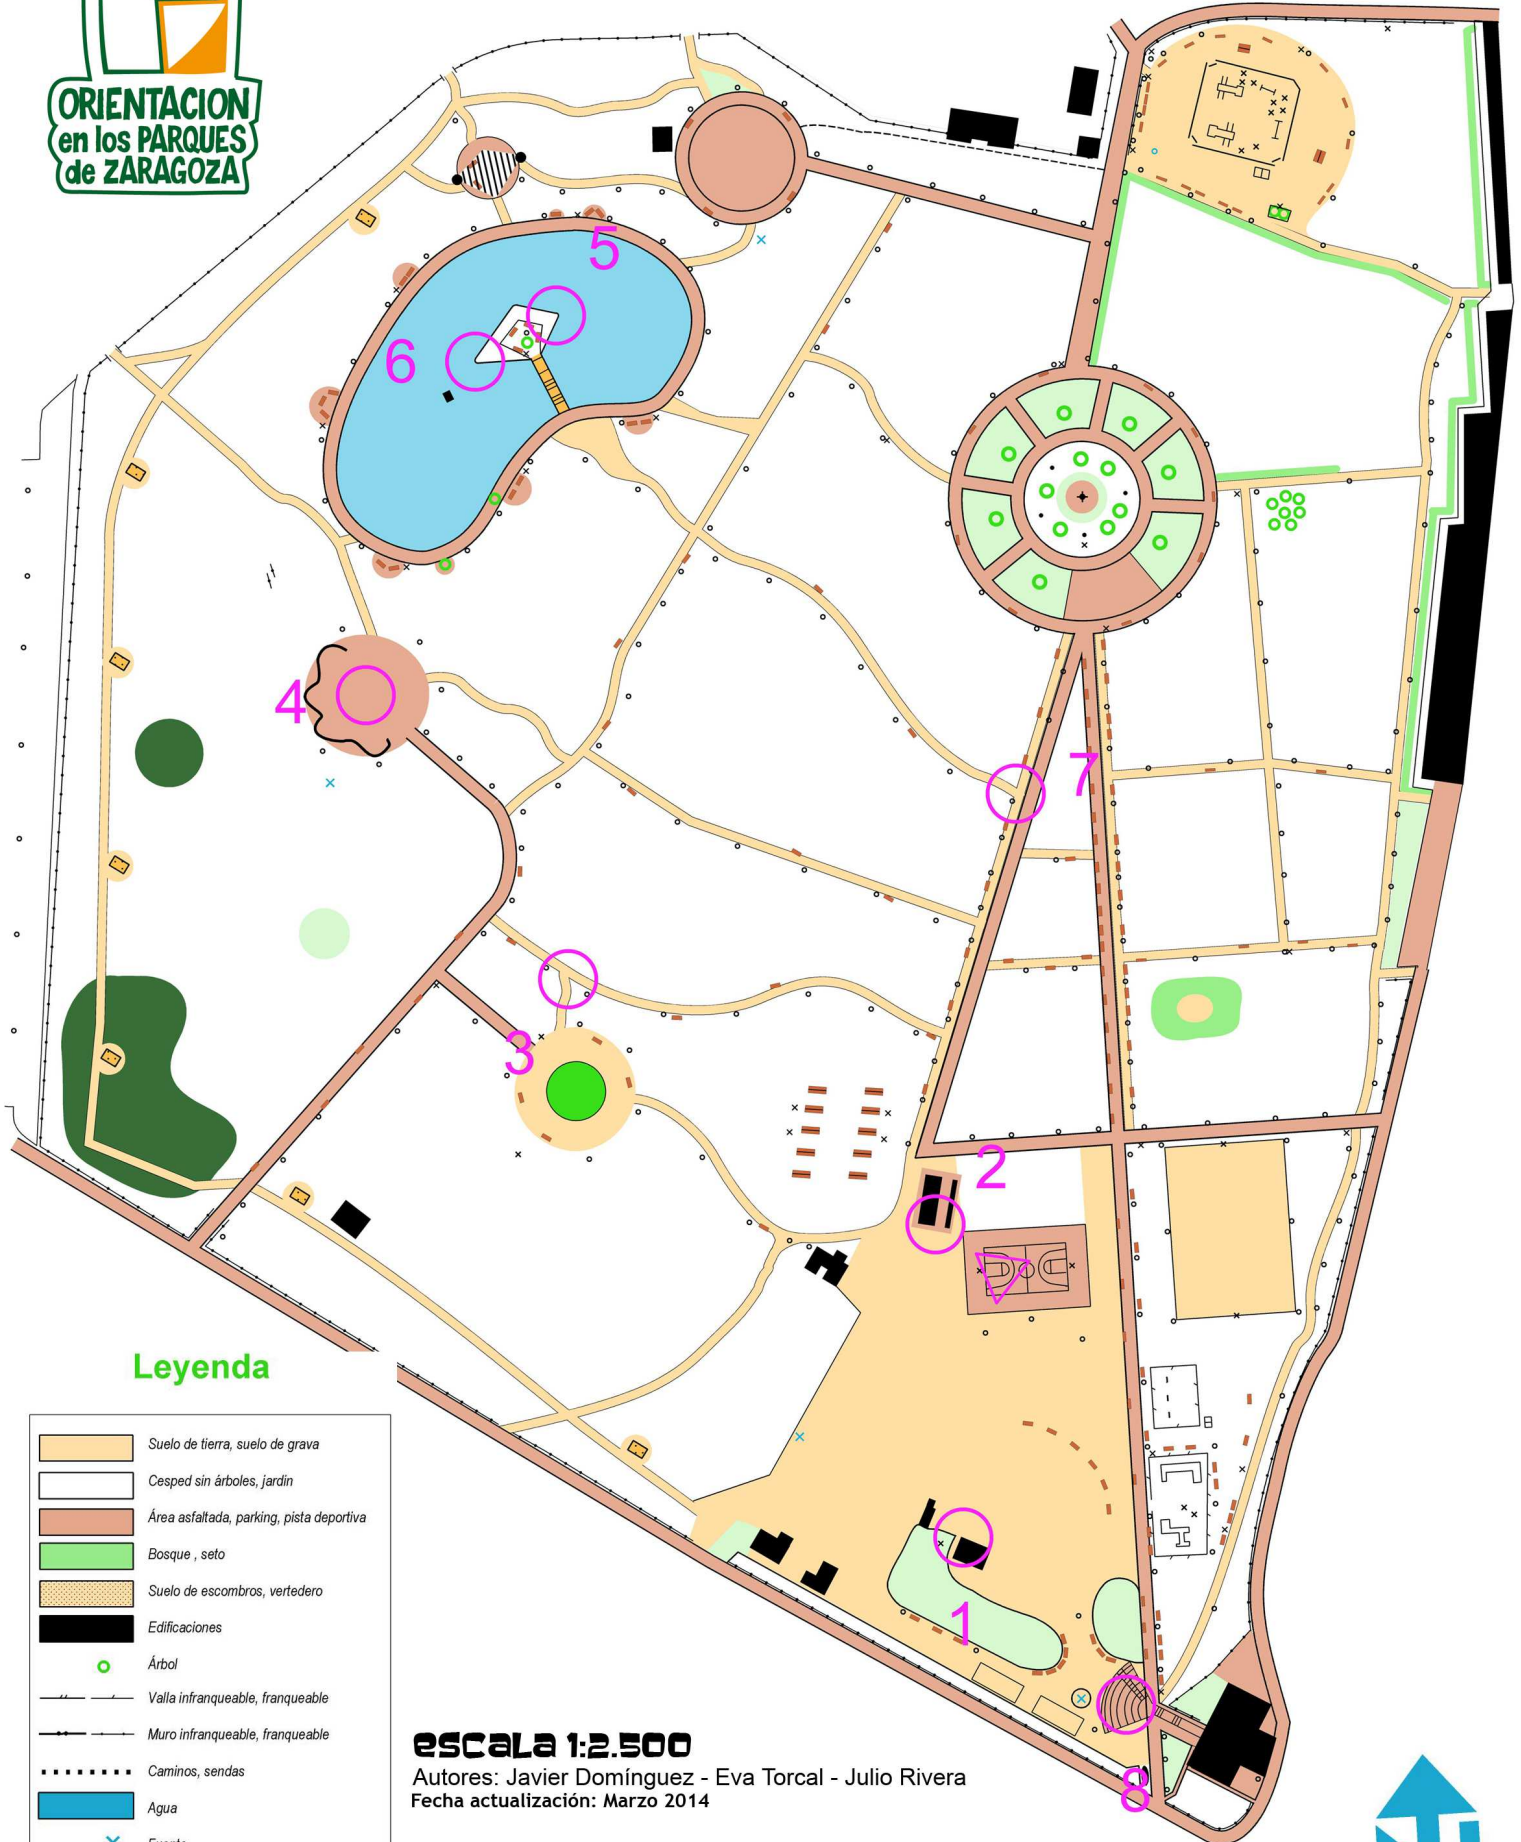 ORIENTACION
en los PARQUES
de ZARAGOZA
5
6
4
7
3
2
1
8
Leyenda
Suelo de tierra, suelo de grava
Cesped sin árboles, jardín
Área asfaltada, parking, pista deportiva
Bosque , seto
Suelo de escombros, vertedero
Edificaciones
Árbol
Valla infranqueable, franqueable
Muro infranqueable, franqueable
Caminos, sendas
Agua
escala 1:2.500
Autores: Javier Domínguez - Eva Torcal - Julio Rivera
Fecha actualización: Marzo 2014